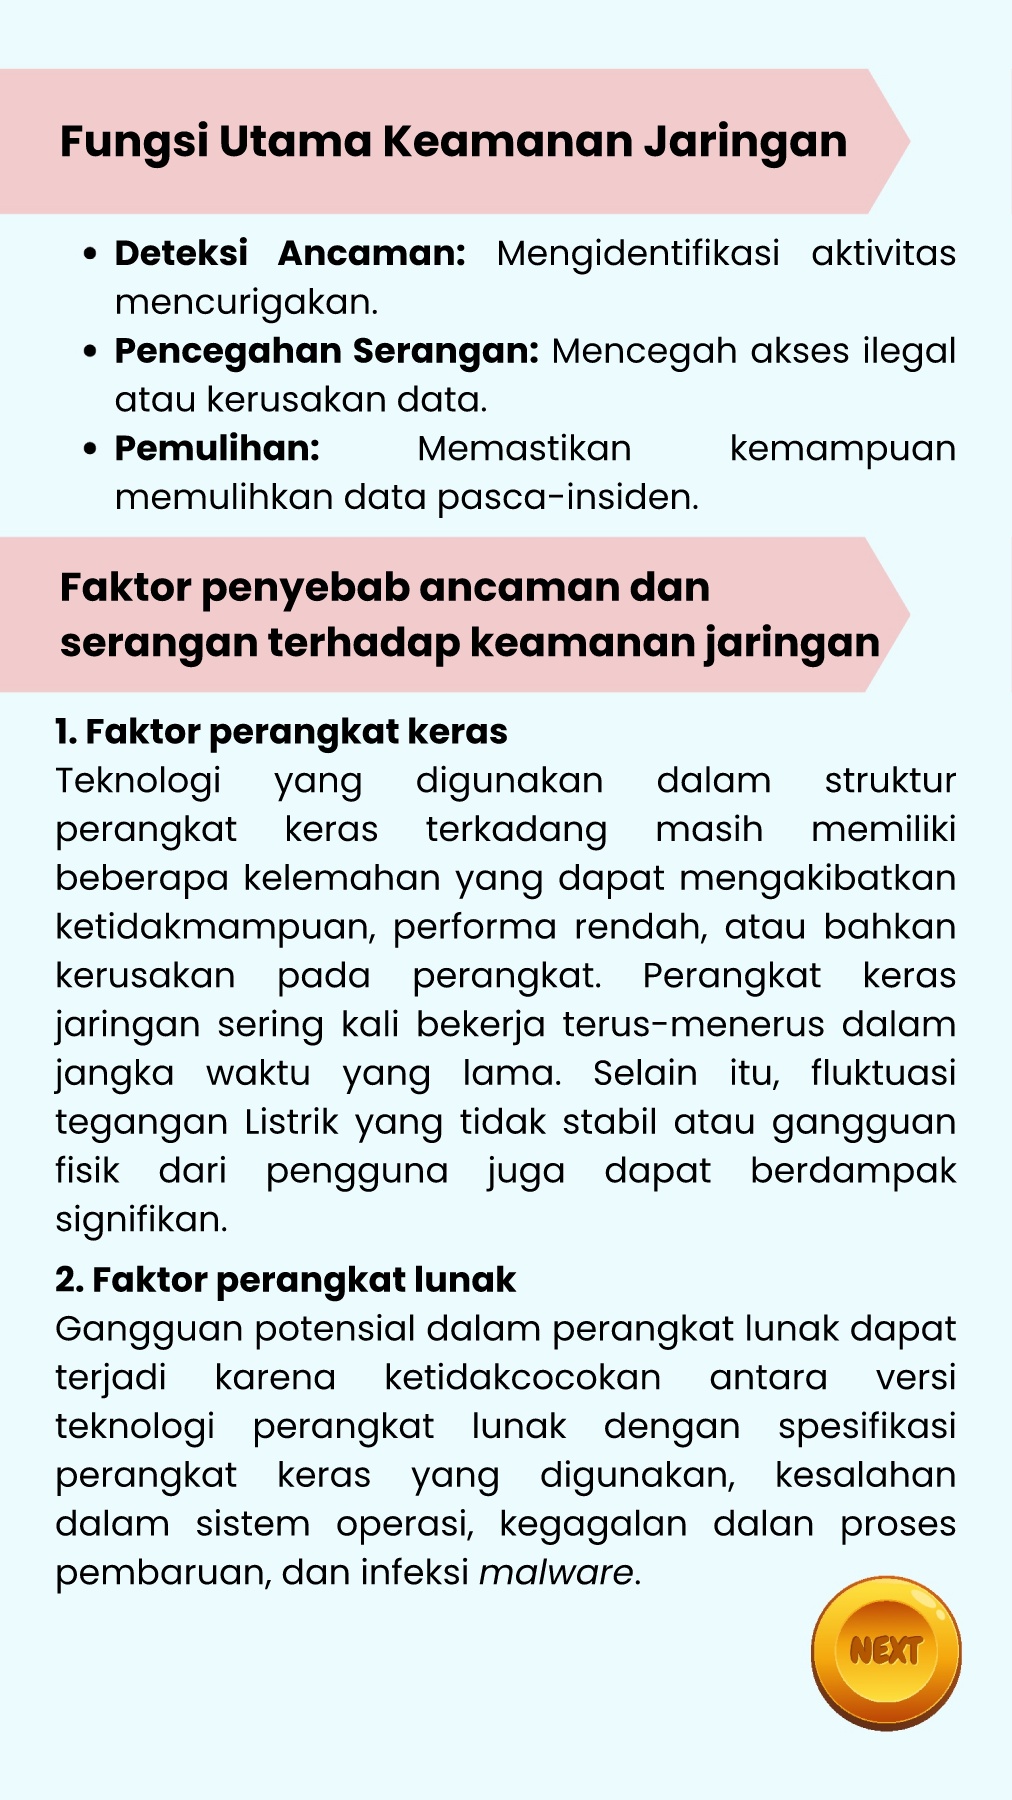 Fungsi Utama Keamanan Jaringan
• Deteksi Ancaman: Mengidentifikasi aktivitas
mencurigakan.
• Pencegahan Serangan: Mencegah akses ilegal
atau kerusakan data.
• Pemulihan: Memastikan kemampuan
memulihkan data pasca-insiden.
Faktor penyebab ancaman dan
serangan terhadap keamanan jaringan
1. Faktor perangkat keras
Teknologi yang digunakan dalam struktur
perangkat keras terkadang masih memiliki
beberapa kelemahan yang dapat mengakibatkan
ketidakmampuan, performa rendah, atau bahkan
kerusakan pada perangkat. Perangkat keras
jaringan sering kali bekerja terus-menerus dalam
jangka waktu yang lama. Selain itu, fluktuasi
tegangan Listrik yang tidak stabil atau gangguan
fisik dari pengguna juga dapat berdampak
signifikan.
2. Faktor perangkat lunak
Gangguan potensial dalam perangkat lunak dapat
terjadi karena ketidakcocokan antara versi
teknologi perangkat lunak dengan spesifikasi
perangkat keras yang digunakan, kesalahan
dalam sistem operasi, kegagalan dalan proses
pembaruan, dan infeksi malware.
NEXT